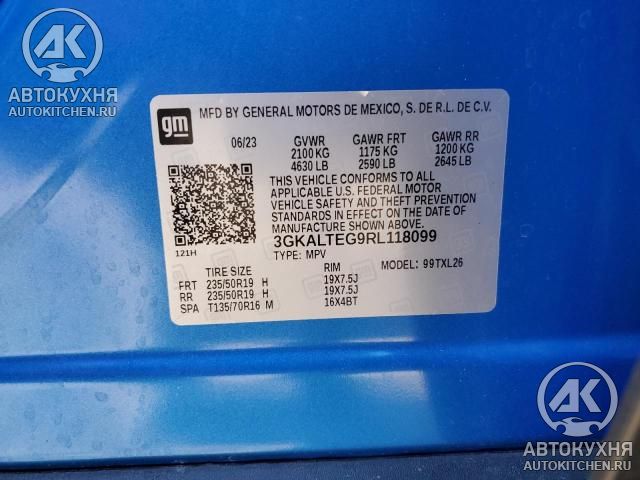 АК
АВТОКУХНЯ
AUTOKITCHEN.RU
gm
MFD BY GENERAL MOTORS DE MEXICO, S. DE R.L. DE C.V.
06/23 GVWR GAWR FRT GAWR RR
2100 KG 1175 KG 1200 KG
4630 LB 2590 LB 2645 LB
THIS VEHICLE CONFORMS TO ALL
APPLICABLE U.S. FEDERAL MOTOR
VEHICLE SAFETY AND THEFT PREVENTION
STANDARDS IN EFFECT ON THE DATE OF
MANUFACTURE SHOWN ABOVE.
121H
3GKALTEG9RL118099
TYPE: MPV MODEL: 99TXL26
TIRE SIZE RIM
FRT 235/50R19 H 19X7.5J
RR 235/50R19 H 19X7.5J
SPA T135/70R16 M 16X4BT
АК
АВТОКУХНЯ
AUTOKITCHEN.RU